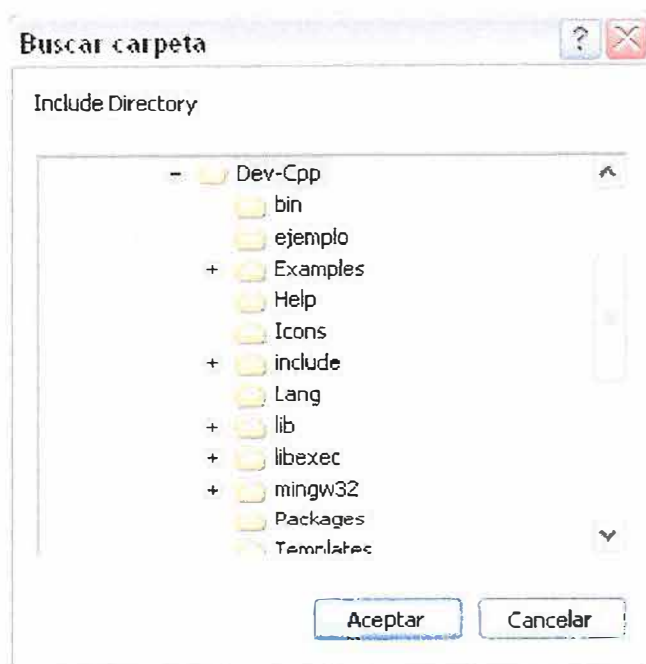 Buscar carpeta
Include Directory
Dev-Cpp
bin
ejemplo
Examples
Help
Icons
include
Lang
lib
libexec
mingw32
Packages
Templates
Aceptar Cancelar